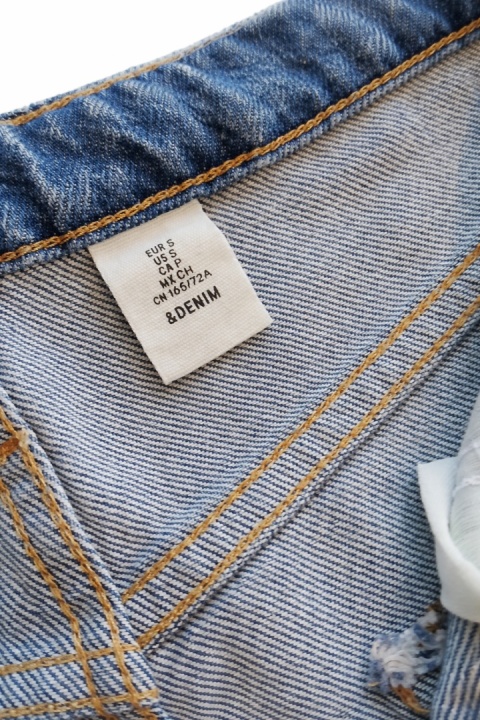 EUR S
US S
CA P
MX CH
CN 165/72A
&DENIM